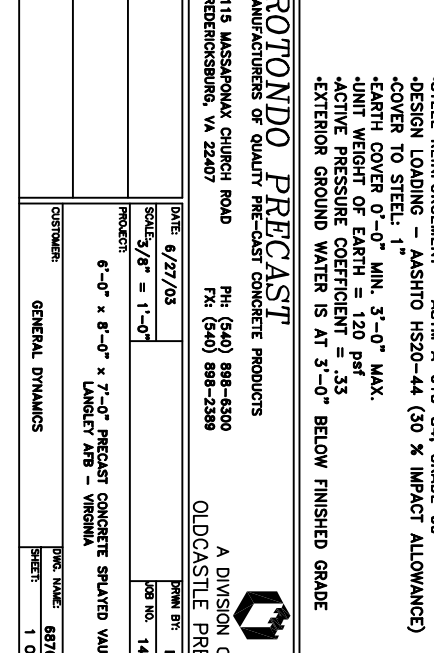 •DESIGN LOADING – AASHTO HS20-44 (30 % IMPACT ALLOWANCE)
•COVER TO STEEL: 1"
•EARTH COVER 0'-0" MIN. 3'-0" MAX.
•UNIT WEIGHT OF EARTH = 120 psf
•ACTIVE PRESSURE COEFFICIENT = .33
•EXTERIOR GROUND WATER IS AT 3'-0" BELOW FINISHED GRADE
ROTONDO PRECAST
MANUFACTURERS OF QUALITY PRE-CAST CONCRETE PRODUCTS
115 MASSAPONAX CHURCH ROAD PH: (540) 898-6300
FREDERICKSBURG, VA 22407 FX: (540) 898-2389
A DIVISION O
OLDCASTLE PRE
DATE: 6/27/03 DRWN BY:
SCALE: 3/8" = 1'-0" JOB NO. 14
PROJECT:
6'-0" x 8'-0" x 7'-0" PRECAST CONCRETE SPLAYED VAU
LANGLEY AFB – VIRGINIA
CUSTOMER: GENERAL DYNAMICS
DWG. NAME: 687
SHEET: 1 O